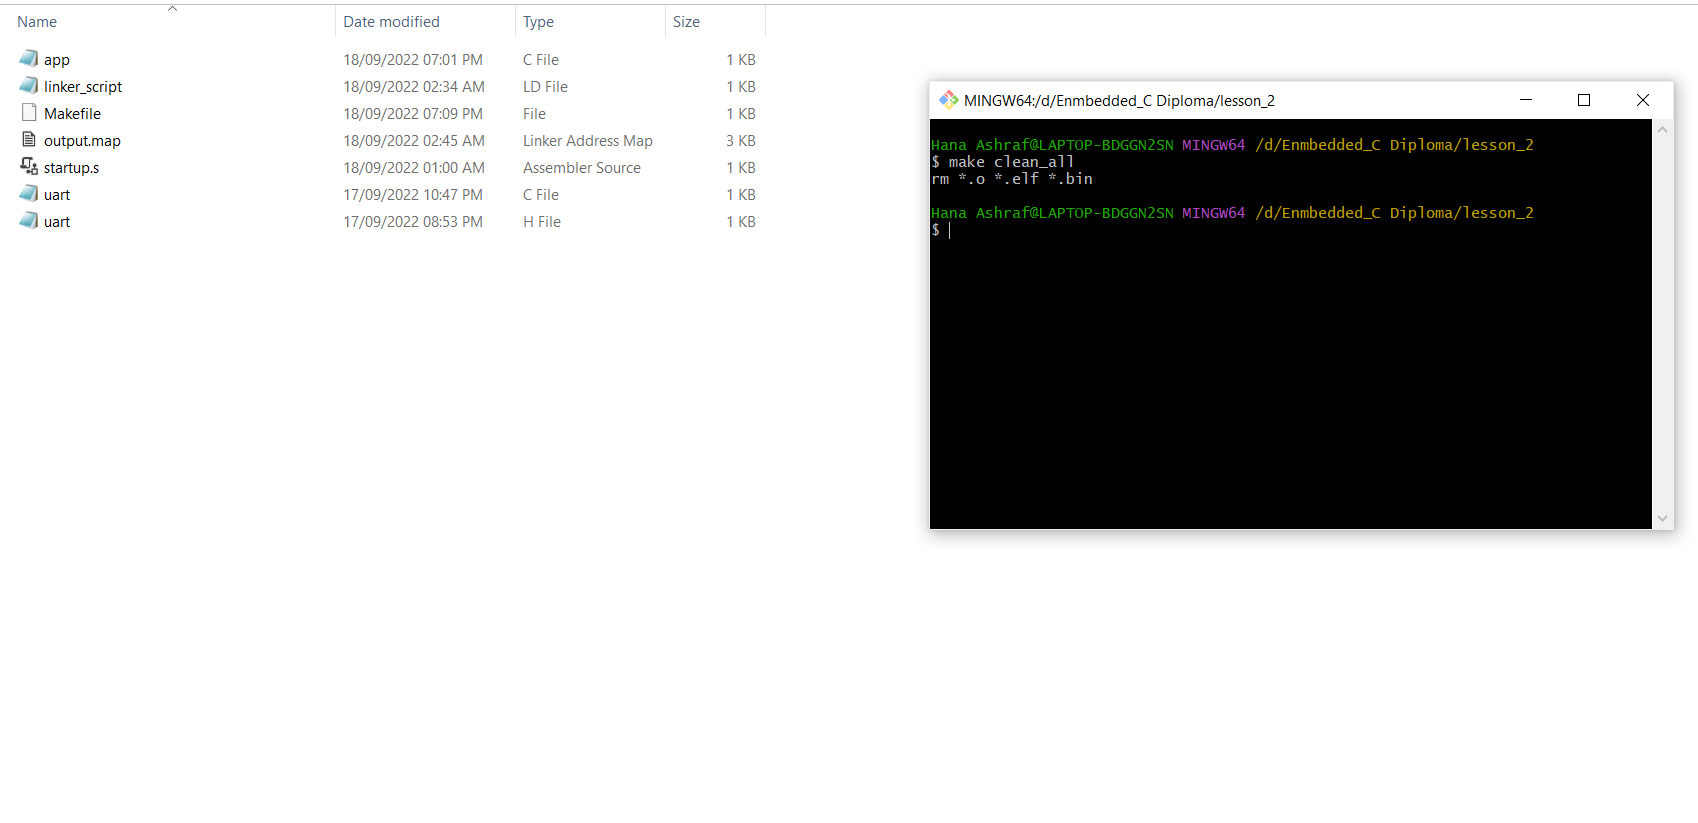 Name Date modified Type Size
app 18/09/2022 07:01 PM C File 1 KB
linker_script 18/09/2022 02:34 AM LD File 1 KB
Makefile 18/09/2022 07:09 PM File 1 KB
output.map 18/09/2022 02:45 AM Linker Address Map 3 KB
startup.s 18/09/2022 01:00 AM Assembler Source 1 KB
uart 17/09/2022 10:47 PM C File 1 KB
uart 17/09/2022 08:53 PM H File 1 KB
MINGW64:/d/Enmbedded_C Diploma/lesson_2
Hana Ashraf@LAPTOP-BDGGN2SN MINGW64 /d/Enmbedded_C Diploma/lesson_2
$ make clean_all
rm *.o *.elf *.bin
Hana Ashraf@LAPTOP-BDGGN2SN MINGW64 /d/Enmbedded_C Diploma/lesson_2
$